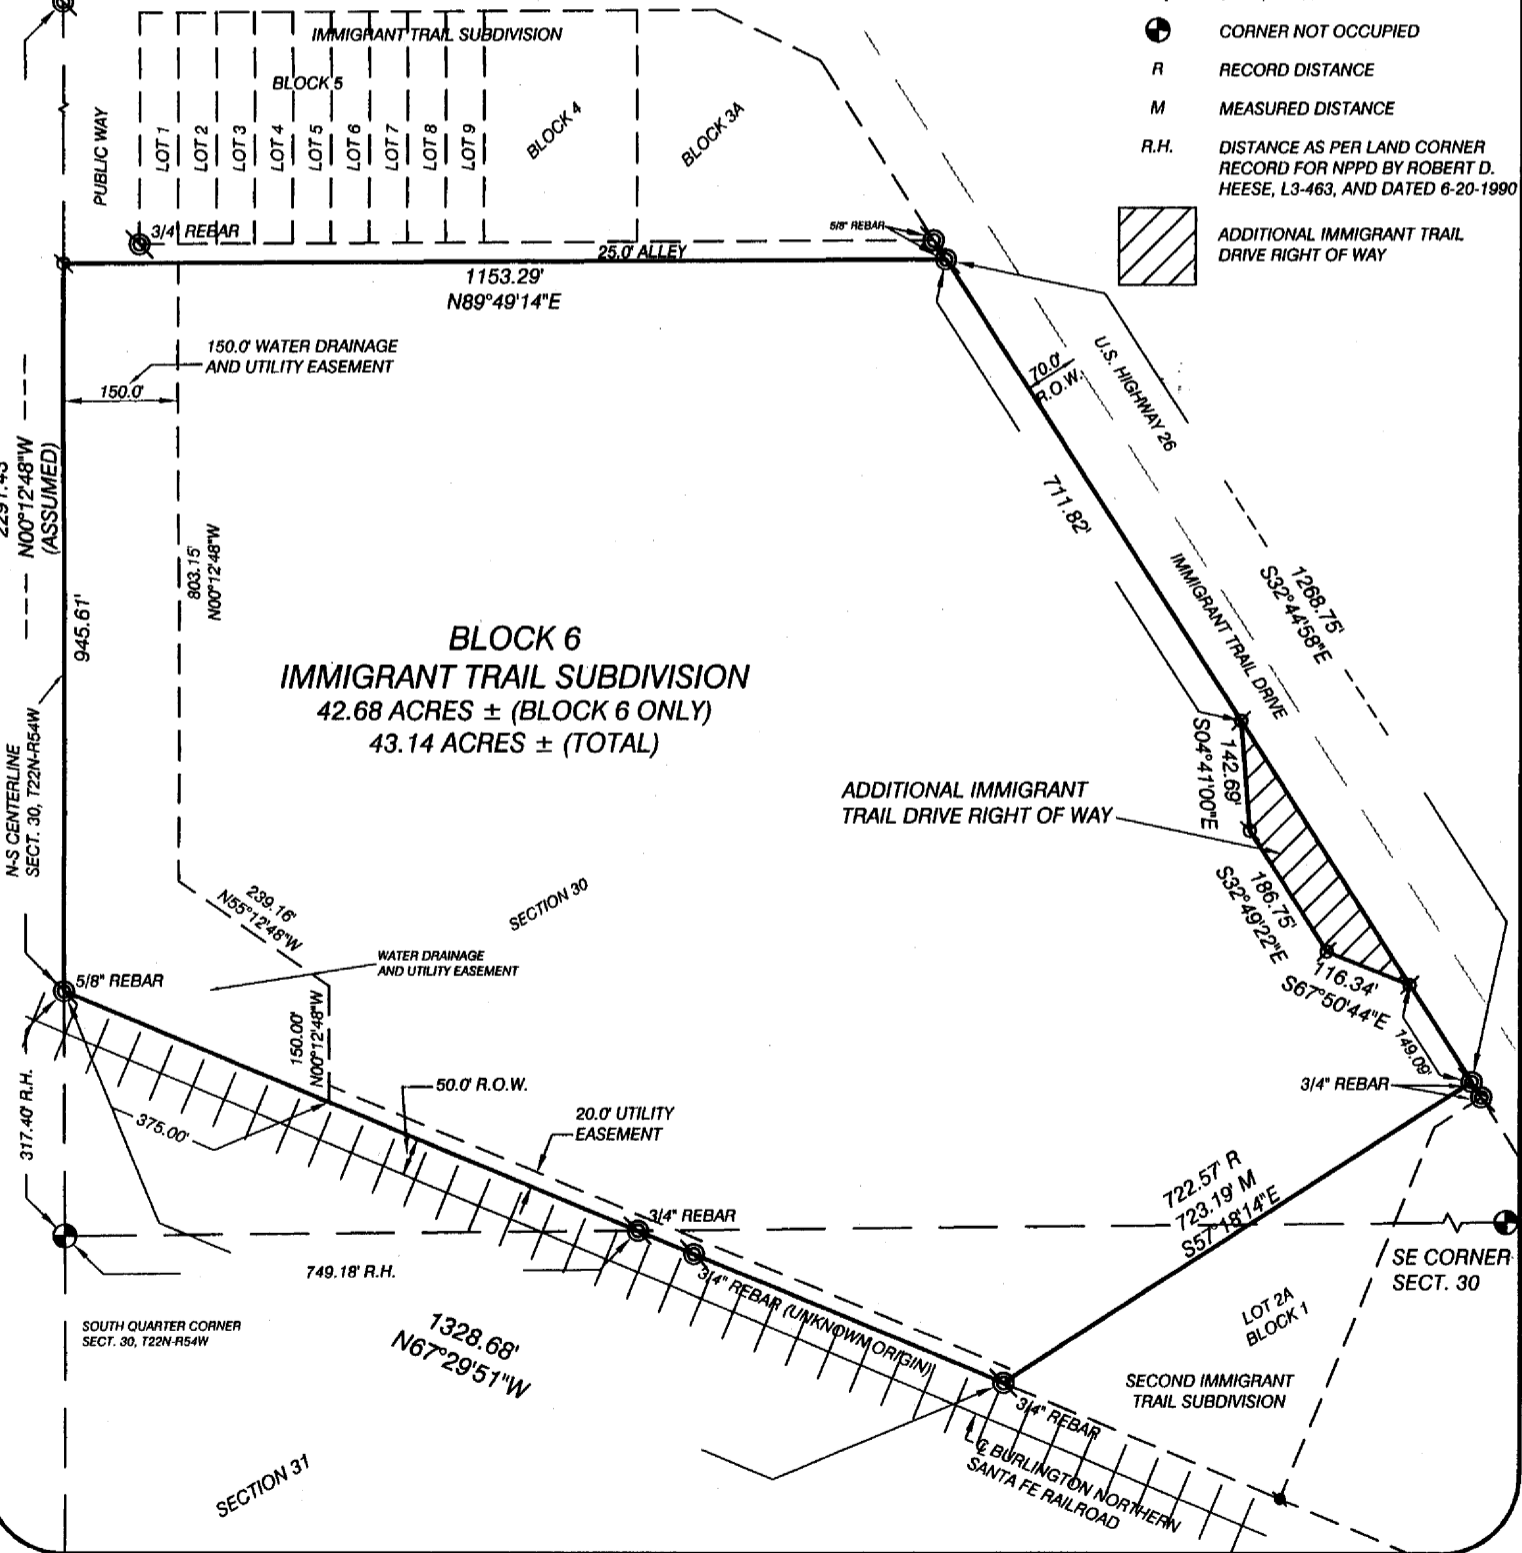 CORNER NOT OCCUPIED
R RECORD DISTANCE
M MEASURED DISTANCE
R.H. DISTANCE AS PER LAND CORNER
RECORD FOR NPPD BY ROBERT D.
HEESE, L3-463, AND DATED 6-20-1990
ADDITIONAL IMMIGRANT TRAIL
DRIVE RIGHT OF WAY
IMMIGRANT TRAIL SUBDIVISION
BLOCK 5
PUBLIC WAY
LOT 1
LOT 2
LOT 3
LOT 4
LOT 5
LOT 6
LOT 7
LOT 8
LOT 9
BLOCK 4
BLOCK 3A
3/4" REBAR
5/8" REBAR
25.0' ALLEY
1153.29'
N89°49'14"E
150.0' WATER DRAINAGE
AND UTILITY EASEMENT
150.0'
70.0'
R.O.W.
U.S. HIGHWAY 26
N00°12'48"W
(ASSUMED)
945.61'
803.15'
N00°12'48"W
711.82'
IMMIGRANT TRAIL DRIVE
1268.75'
S32°44'58"E
BLOCK 6
IMMIGRANT TRAIL SUBDIVISION
42.68 ACRES ± (BLOCK 6 ONLY)
43.14 ACRES ± (TOTAL)
N-S CENTERLINE
SECT. 30, T22N-R54W
142.69'
S04°41'00"E
ADDITIONAL IMMIGRANT
TRAIL DRIVE RIGHT OF WAY
186.75'
S32°49'22"E
116.34'
S67°50'44"E
149.09'
239.16'
N55°12'48"W
SECTION 30
WATER DRAINAGE
AND UTILITY EASEMENT
5/8" REBAR
150.00'
N00°12'48"W
317.40' R.H.
375.00'
50.0' R.O.W.
20.0' UTILITY
EASEMENT
3/4" REBAR
722.57' R
723.19' M
S57°18'14"E
3/4" REBAR
749.18' R.H.
3/4" REBAR (UNKNOWN ORIGIN)
SE CORNER
SECT. 30
SOUTH QUARTER CORNER
SECT. 30, T22N-R54W
1328.68'
N67°29'51"W
LOT 2A
BLOCK 1
SECOND IMMIGRANT
TRAIL SUBDIVISION
3/4" REBAR
℄ BURLINGTON NORTHERN
SANTA FE RAILROAD
SECTION 31